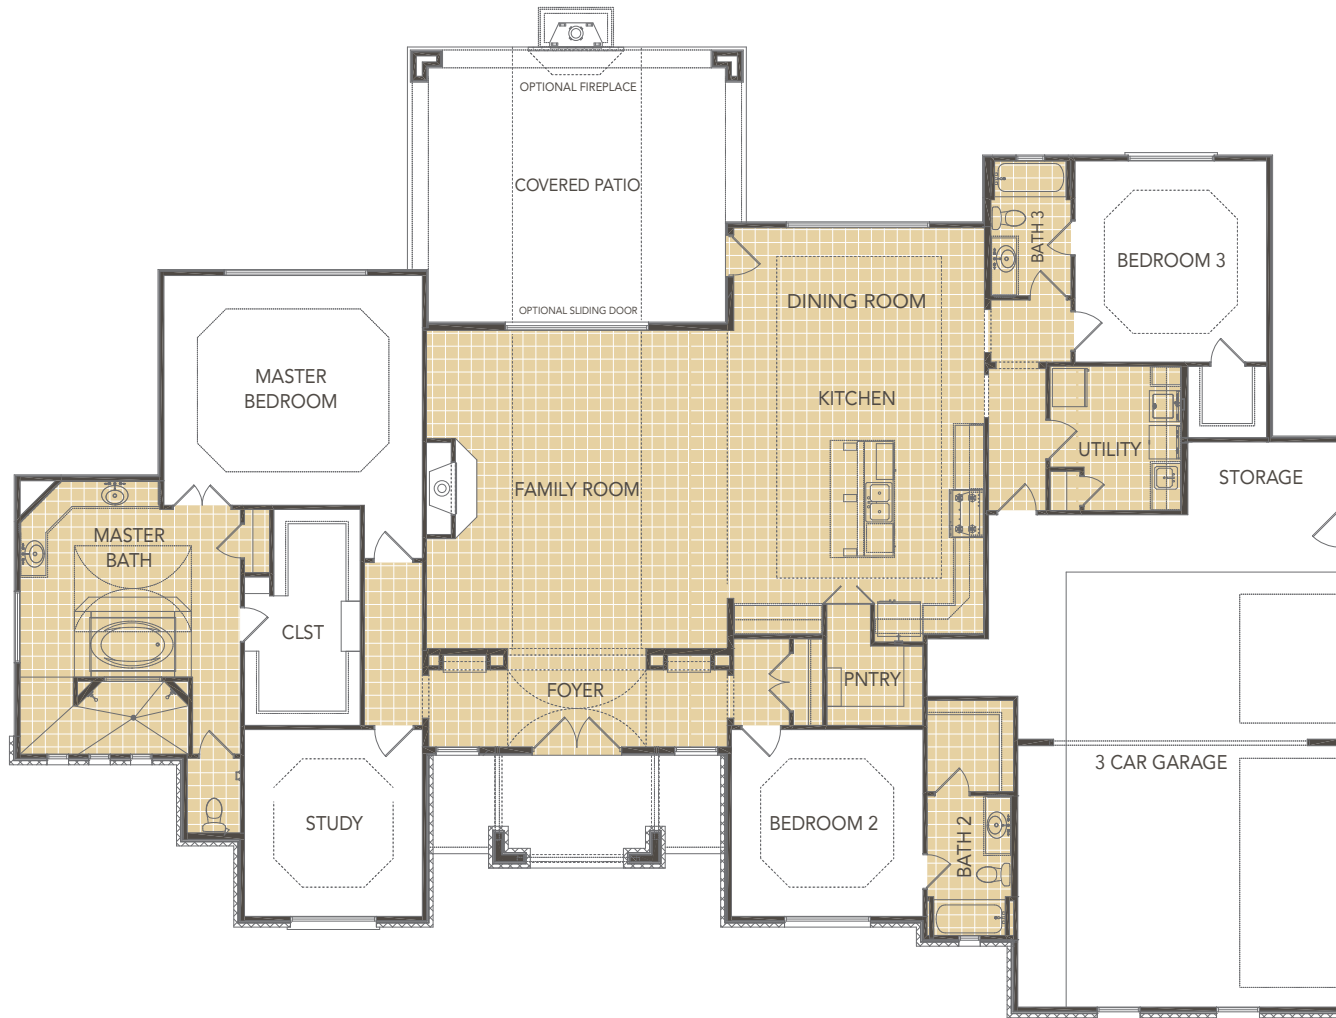 OPTIONAL FIREPLACE
COVERED PATIO
BATH 3
BEDROOM 3
DINING ROOM
OPTIONAL SLIDING DOOR
MASTER
BEDROOM
KITCHEN
UTILITY
STORAGE
FAMILY ROOM
MASTER
BATH
CLST
PNTRY
FOYER
3 CAR GARAGE
STUDY
BEDROOM 2
BATH 2